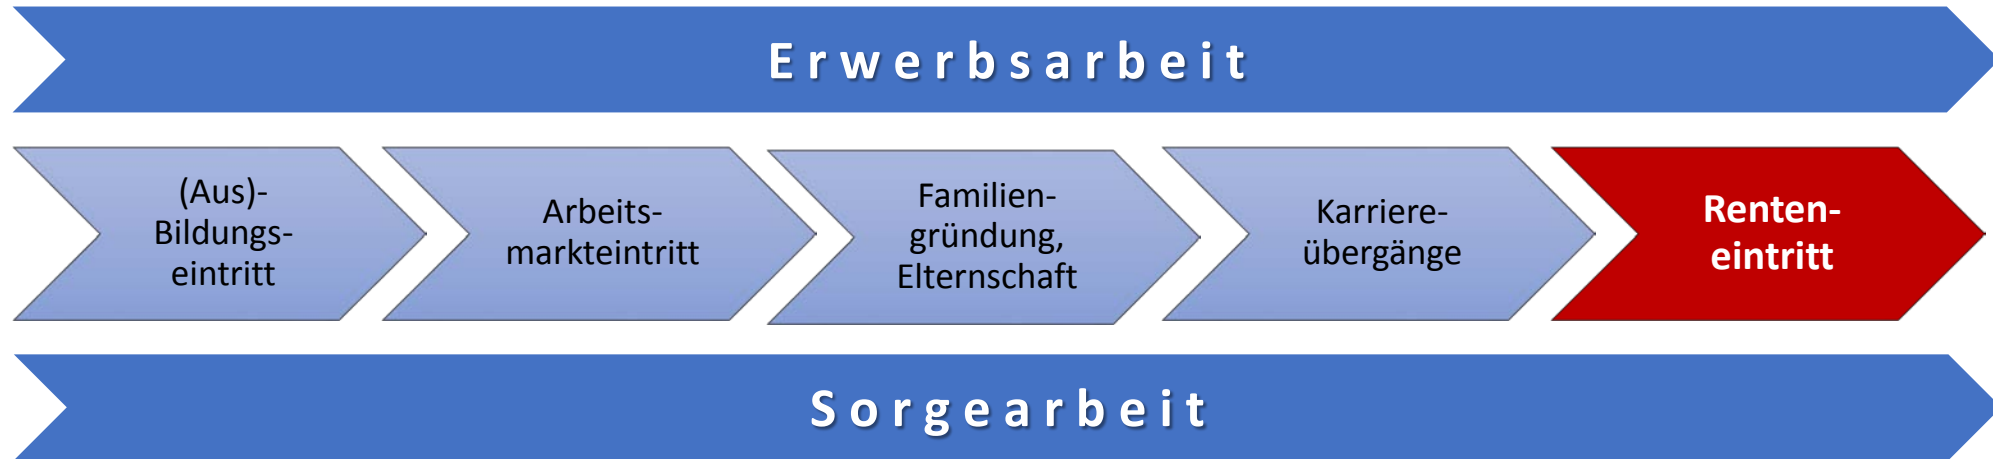 Erwerbsarbeit
(Aus)-
Bildungs-
eintritt
Arbeits-
markteintritt
Familien-
gründung,
Elternschaft
Karriere-
übergänge
Renten-
eintritt
Sorgearbeit